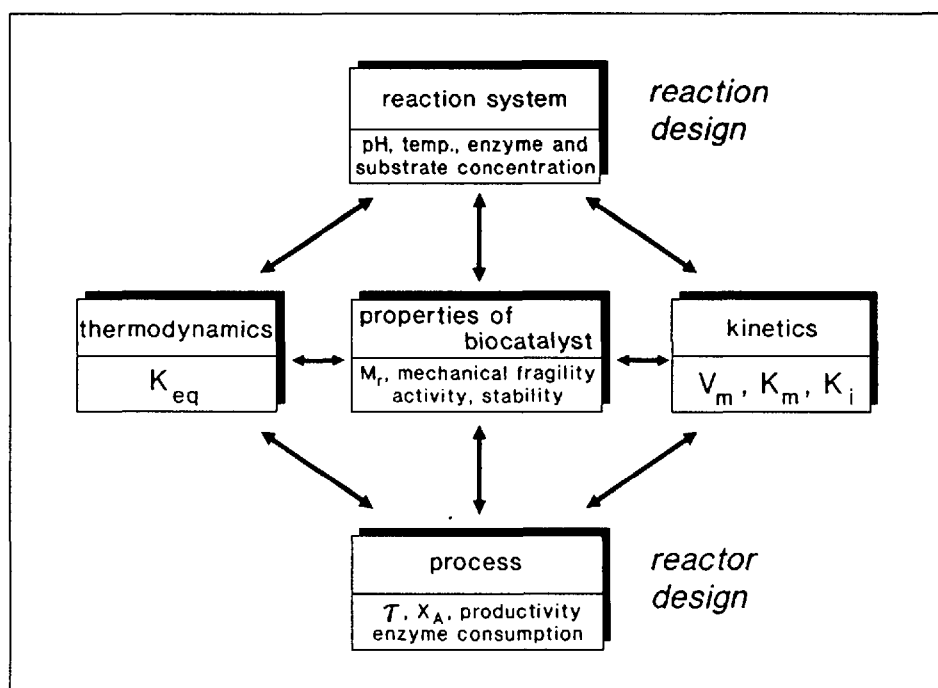 reaction system
pH, temp., enzyme and
substrate concentration
reaction
design
thermodynamics
K_eq
properties of
biocatalyst
M_r, mechanical fragility
activity, stability
kinetics
V_m, K_m, K_i
process
τ, X_A, productivity
enzyme consumption
reactor
design